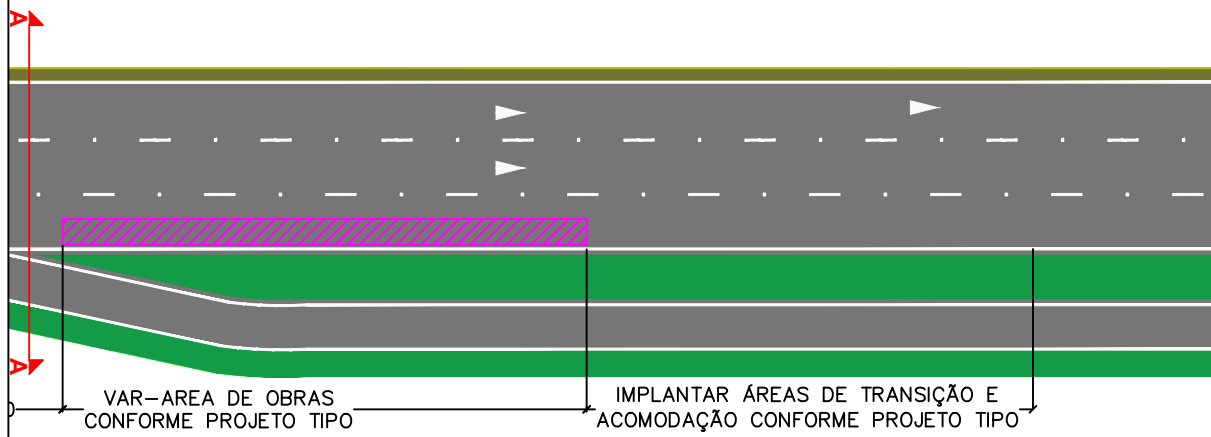 A
A
VAR-AREA DE OBRAS
CONFORME PROJETO TIPO
IMPLANTAR ÁREAS DE TRANSIÇÃO E
ACOMODAÇÃO CONFORME PROJETO TIPO